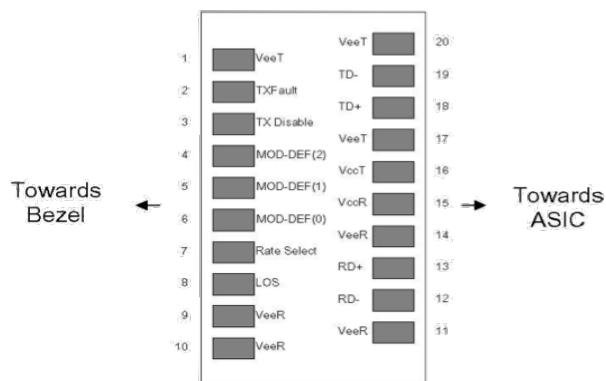 VeeT 20
1 VeeT
TD- 19
2 TXFault
TD+ 18
3 TX Disable
VeeT 17
4 MOD-DEF(2)
VccT 16
5 MOD-DEF(1)
Towards
Bezel
VccR 15
Towards
ASIC
6 MOD-DEF(0)
VeeR 14
7 Rate Select
RD+ 13
8 LOS
RD- 12
9 VeeR
VeeR 11
10 VeeR